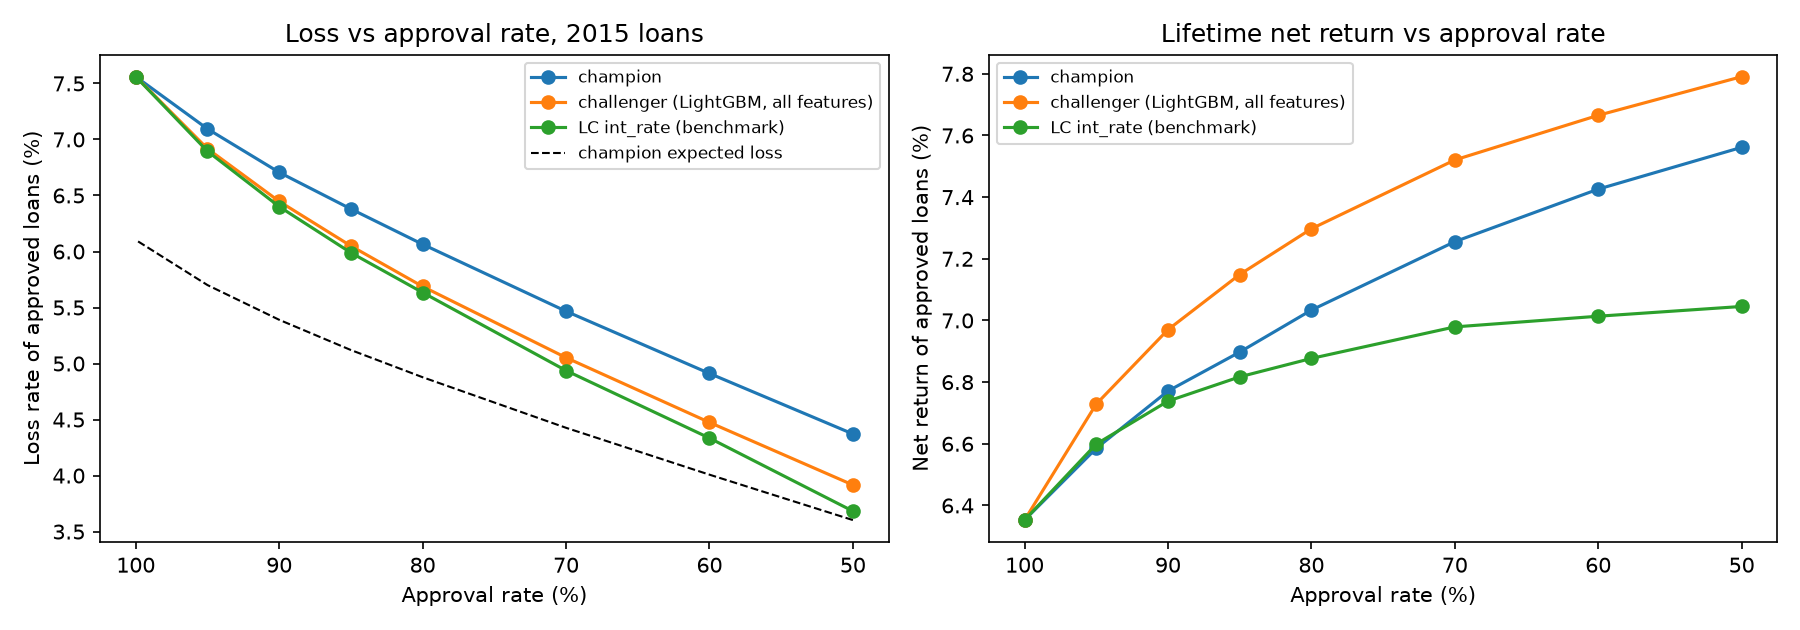 Loss vs approval rate, 2015 loans
Loss rate of approved loans (%)
7.5
7.0
6.5
6.0
5.5
5.0
4.5
4.0
3.5
champion
challenger (LightGBM, all features)
LC int_rate (benchmark)
champion expected loss
100 90 80 70 60 50
Approval rate (%)
Lifetime net return vs approval rate
Net return of approved loans (%)
7.8
7.6
7.4
7.2
7.0
6.8
6.6
6.4
champion
challenger (LightGBM, all features)
LC int_rate (benchmark)
100 90 80 70 60 50
Approval rate (%)